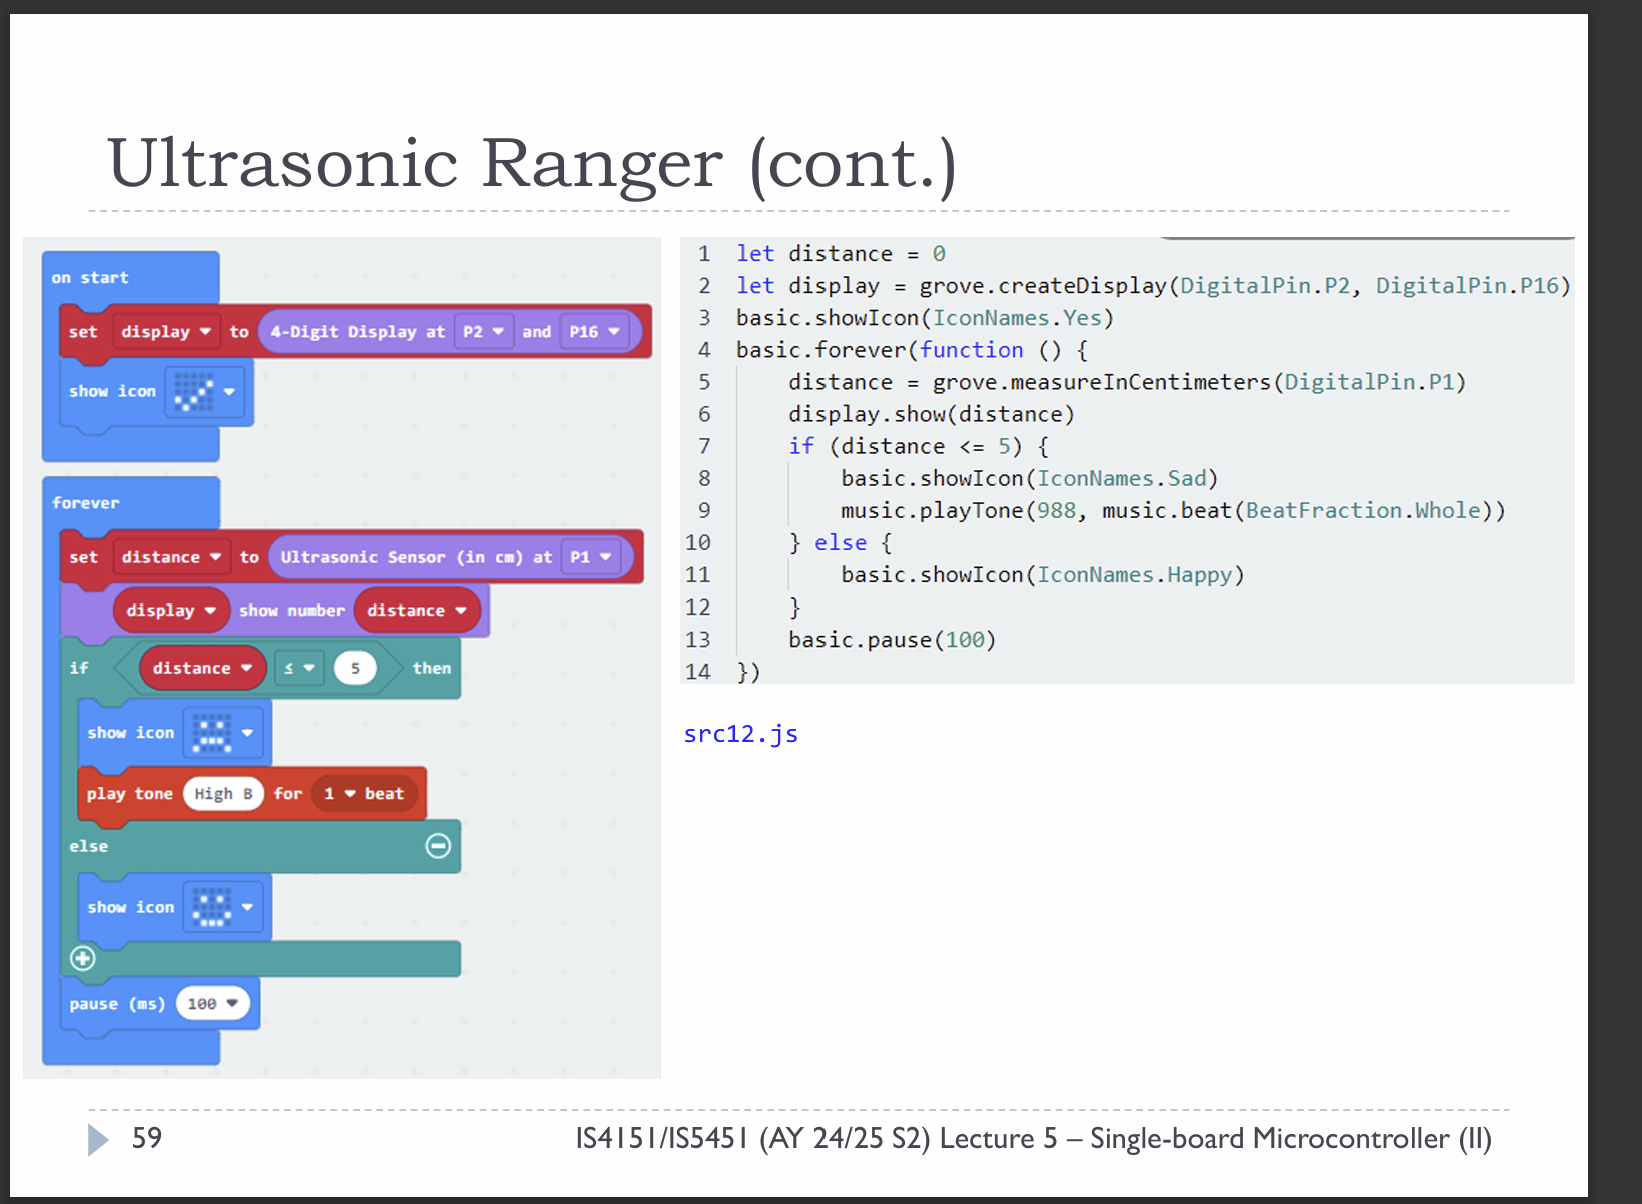 Ultrasonic Ranger (cont.)
on start
set display to 4-Digit Display at P2 and P16
show icon
forever
set distance to Ultrasonic Sensor (in cm) at P1
display show number distance
if distance ≤ 5 then
show icon
play tone High B for 1 beat
else
show icon
pause (ms) 100
1 let distance = 0
2 let display = grove.createDisplay(DigitalPin.P2, DigitalPin.P16)
3 basic.showIcon(IconNames.Yes)
4 basic.forever(function () {
5 distance = grove.measureInCentimeters(DigitalPin.P1)
6 display.show(distance)
7 if (distance <= 5) {
8 basic.showIcon(IconNames.Sad)
9 music.playTone(988, music.beat(BeatFraction.Whole))
10 } else {
11 basic.showIcon(IconNames.Happy)
12 }
13 basic.pause(100)
14 })
src12.js
59
IS4151/IS5451 (AY 24/25 S2) Lecture 5 – Single-board Microcontroller (II)